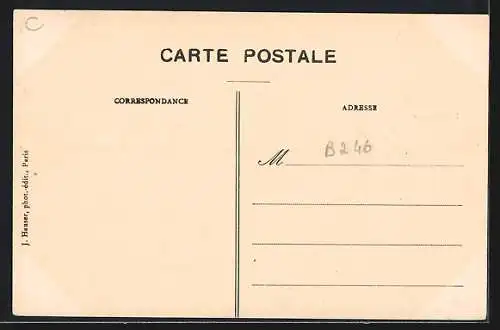 C
CARTE POSTALE
CORRESPONDANCE
ADRESSE
M
B246
J. Hauser, phot.-édit., Paris